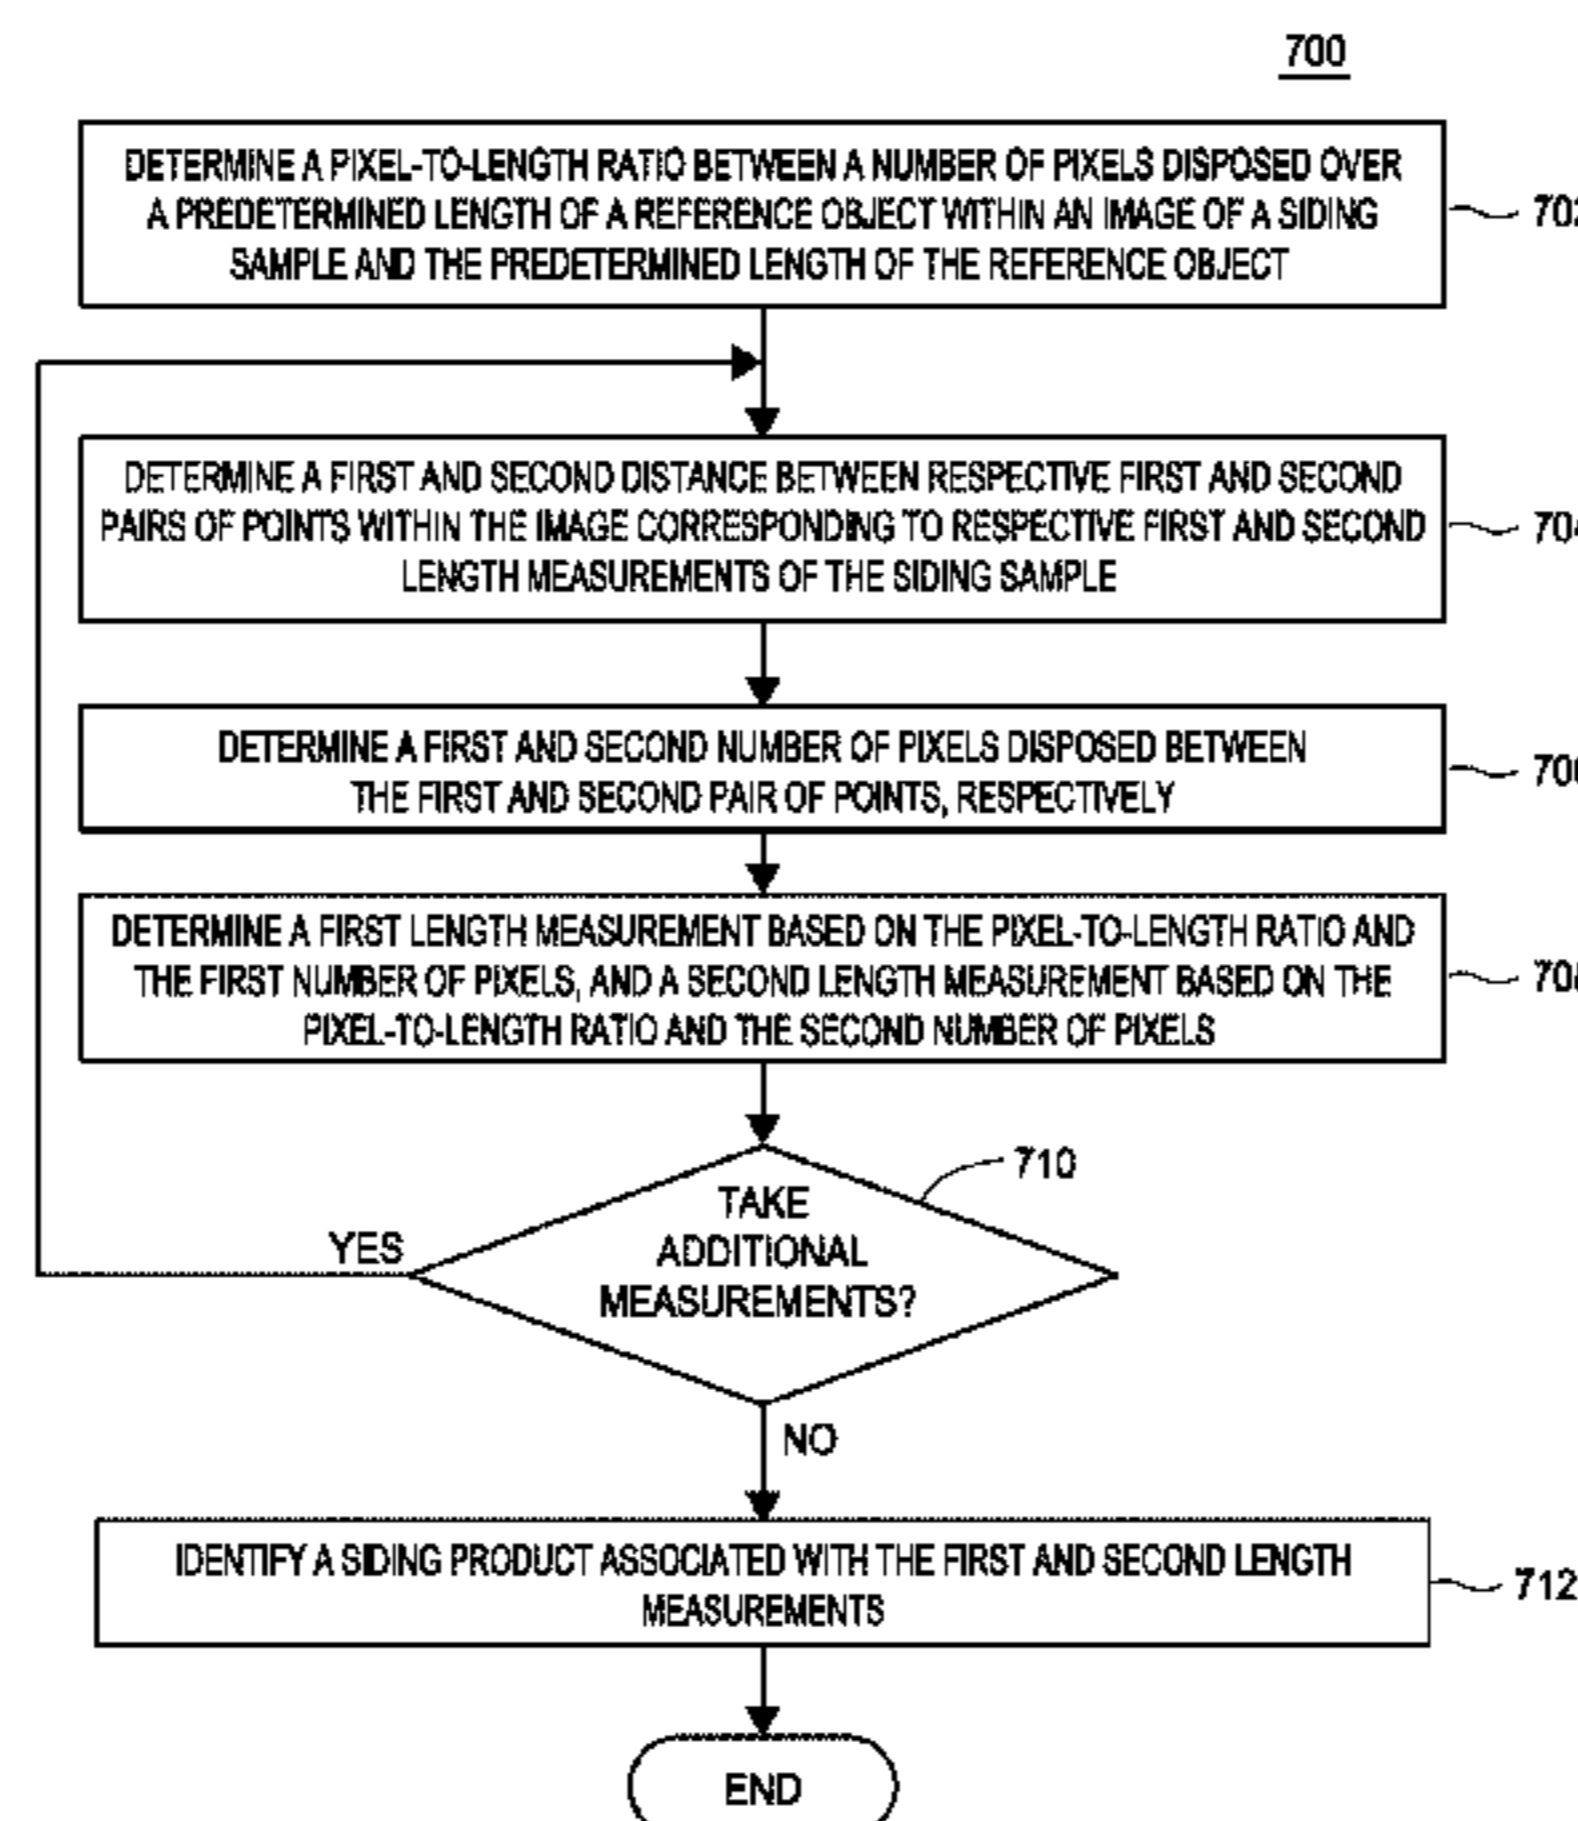 700
DETERMINE A PIXEL-TO-LENGTH RATIO BETWEEN A NUMBER OF PIXELS DISPOSED OVER
A PREDETERMINED LENGTH OF A REFERENCE OBJECT WITHIN AN IMAGE OF A SIDING
SAMPLE AND THE PREDETERMINED LENGTH OF THE REFERENCE OBJECT
702
DETERMINE A FIRST AND SECOND DISTANCE BETWEEN RESPECTIVE FIRST AND SECOND
PAIRS OF POINTS WITHIN THE IMAGE CORRESPONDING TO RESPECTIVE FIRST AND SECOND
LENGTH MEASUREMENTS OF THE SIDING SAMPLE
704
DETERMINE A FIRST AND SECOND NUMBER OF PIXELS DISPOSED BETWEEN
THE FIRST AND SECOND PAIR OF POINTS, RESPECTIVELY
706
DETERMINE A FIRST LENGTH MEASUREMENT BASED ON THE PIXEL-TO-LENGTH RATIO AND
THE FIRST NUMBER OF PIXELS, AND A SECOND LENGTH MEASUREMENT BASED ON THE
PIXEL-TO-LENGTH RATIO AND THE SECOND NUMBER OF PIXELS
708
710
TAKE
ADDITIONAL
MEASUREMENTS?
YES
NO
IDENTIFY A SIDING PRODUCT ASSOCIATED WITH THE FIRST AND SECOND LENGTH
MEASUREMENTS
712
END